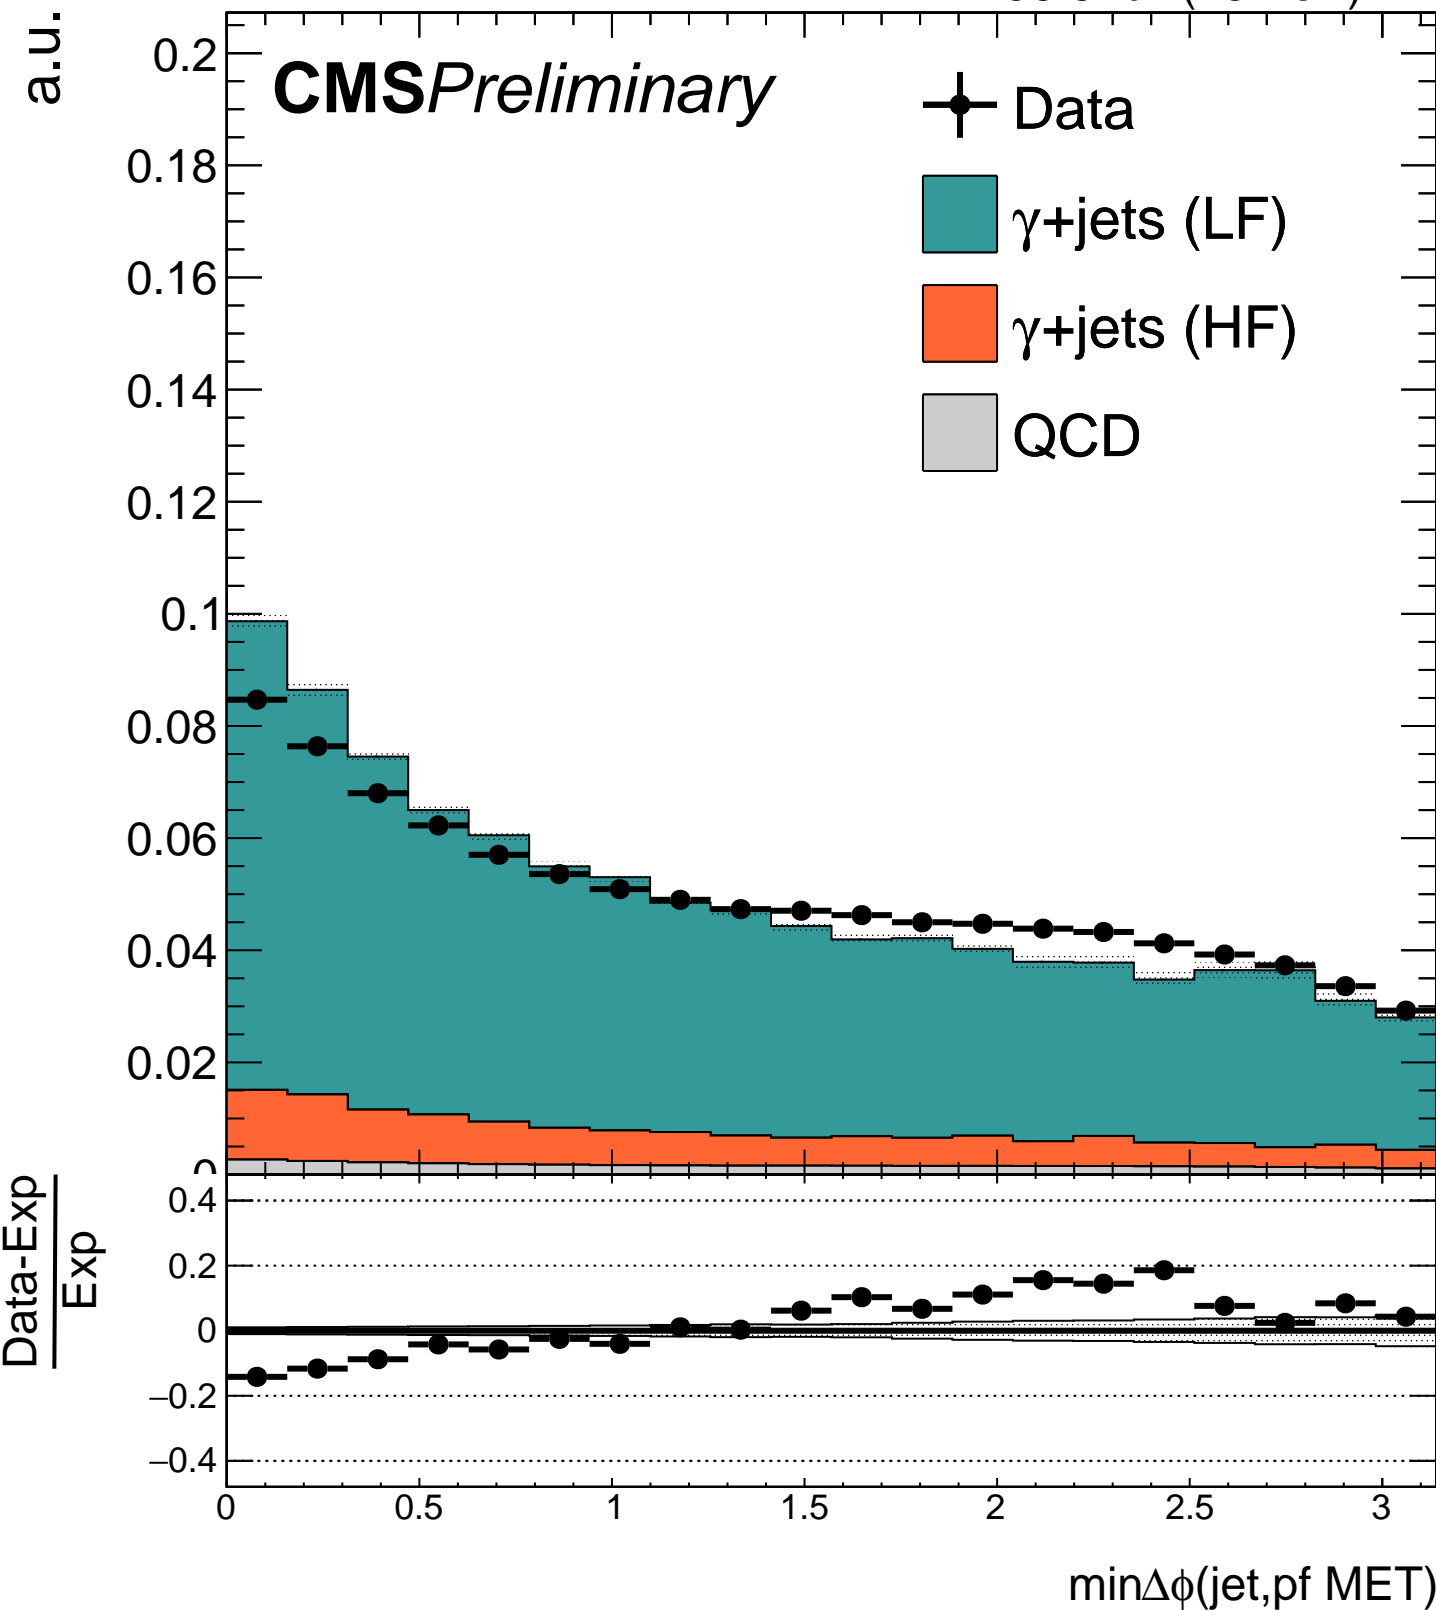 a.u.
CMS Preliminary
Data
γ+jets (LF)
γ+jets (HF)
QCD
0.2
0.18
0.16
0.14
0.12
0.1
0.08
0.06
0.04
0.02
0
Data-Exp
Exp
0.4
0.2
0
−0.2
−0.4
0 0.5 1 1.5 2 2.5 3
minΔϕ(jet,pf MET)